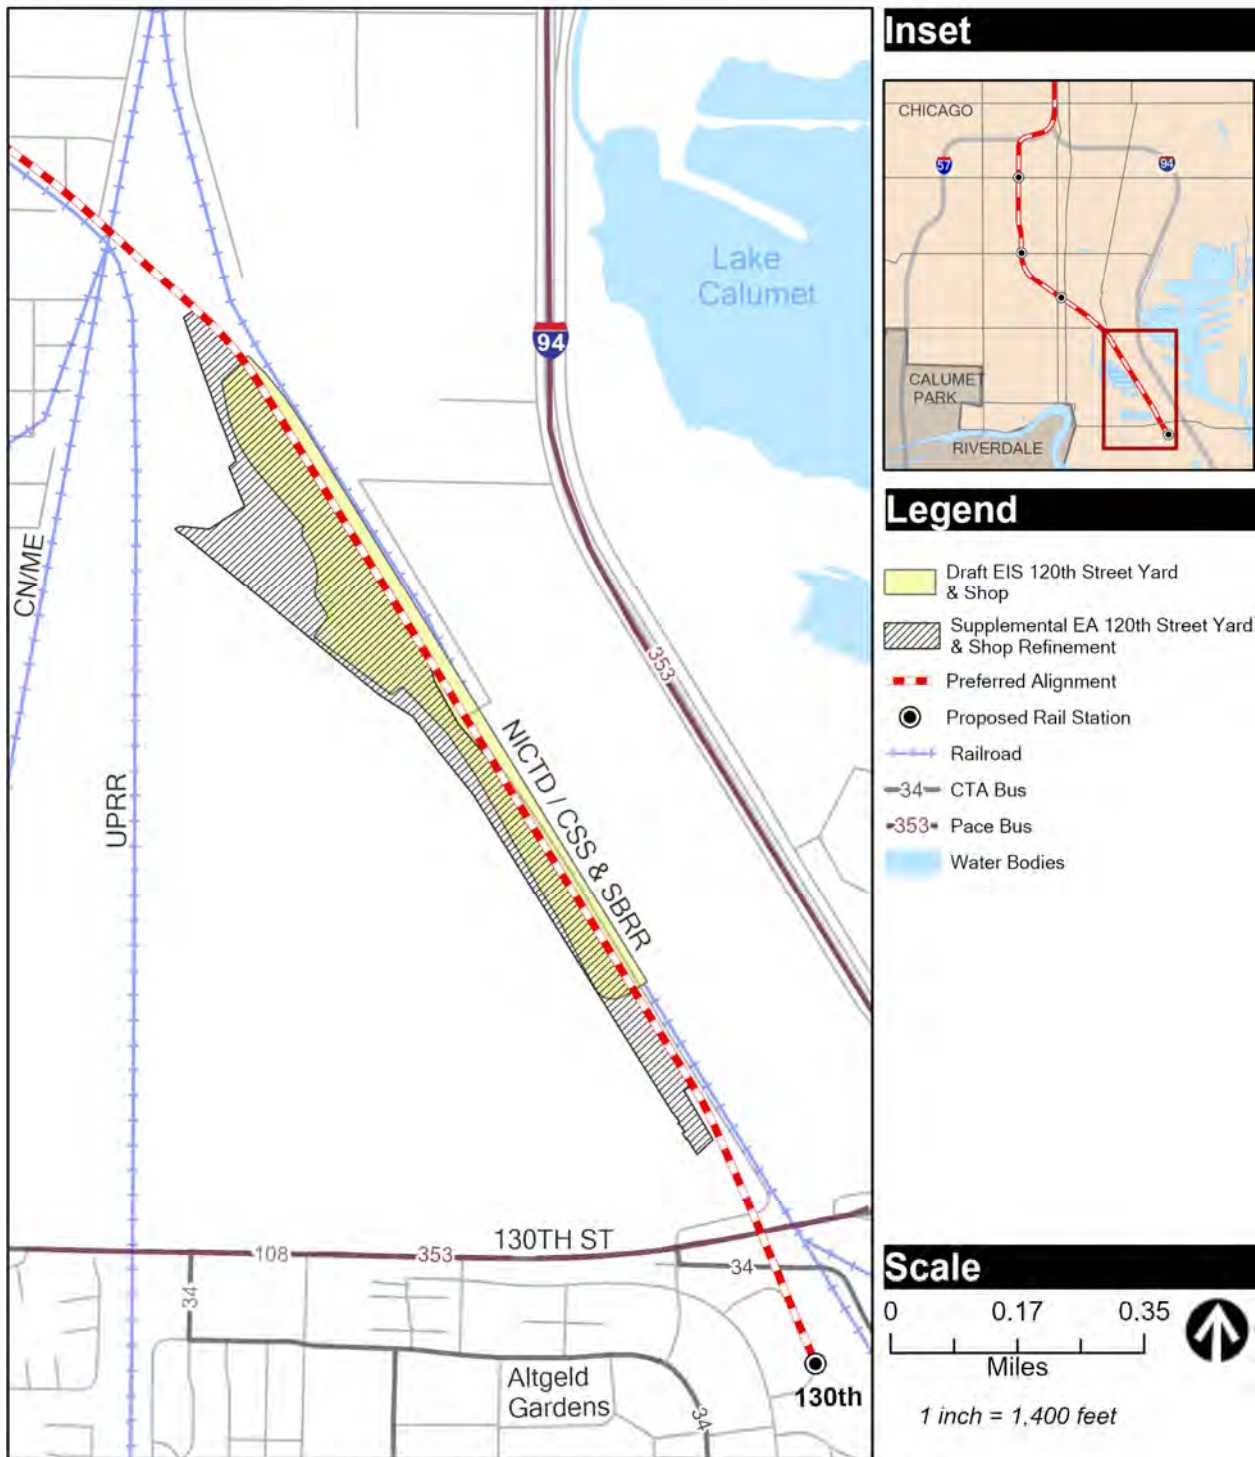 Lake
Calumet
94
CN/ME
UPRR
353
NICTD / CSS & SBRR
130TH ST
108
353
34
34
34
Altgeld
Gardens
130th
Inset
CHICAGO
57
94
CALUMET
PARK
RIVERDALE
Legend
Draft EIS 120th Street Yard
& Shop
Supplemental EA 120th Street Yard
& Shop Refinement
Preferred Alignment
Proposed Rail Station
Railroad
34 CTA Bus
353 Pace Bus
Water Bodies
Scale
0 0.17 0.35
Miles
1 inch = 1,400 feet